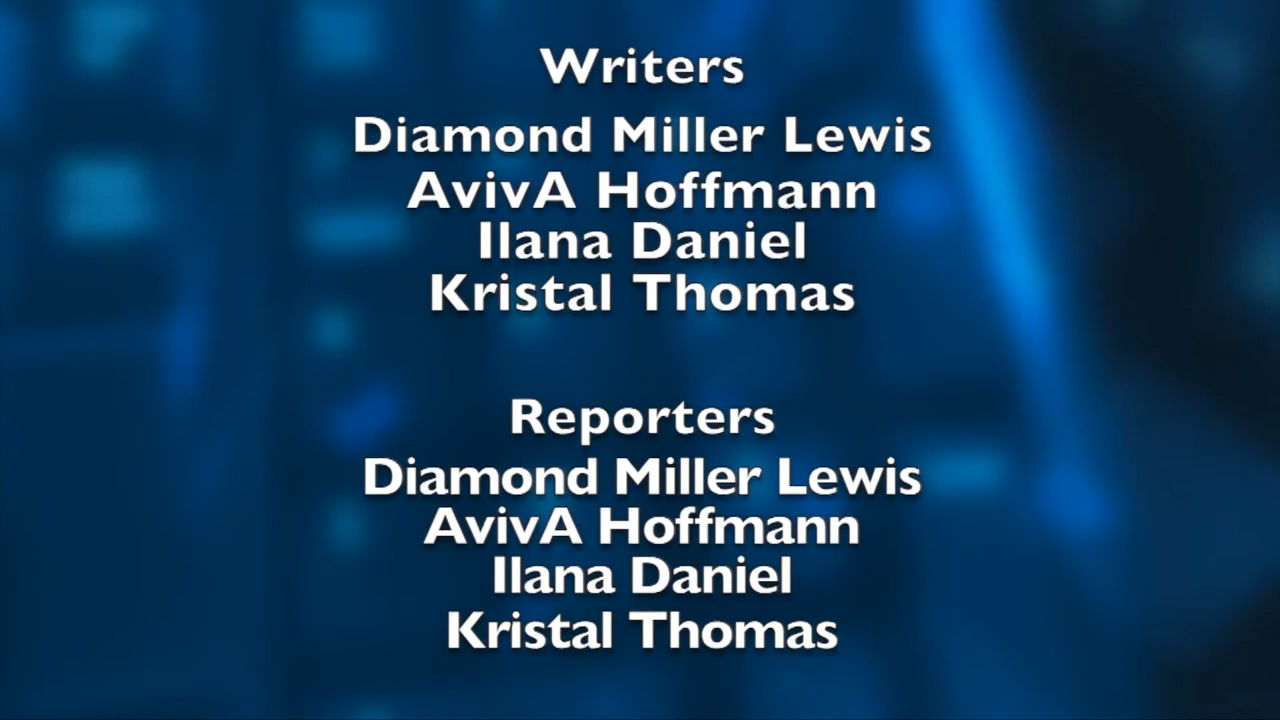 Writers
Diamond Miller Lewis
AvivA Hoffmann
Ilana Daniel
Kristal Thomas
Reporters
Diamond Miller Lewis
AvivA Hoffmann
Ilana Daniel
Kristal Thomas